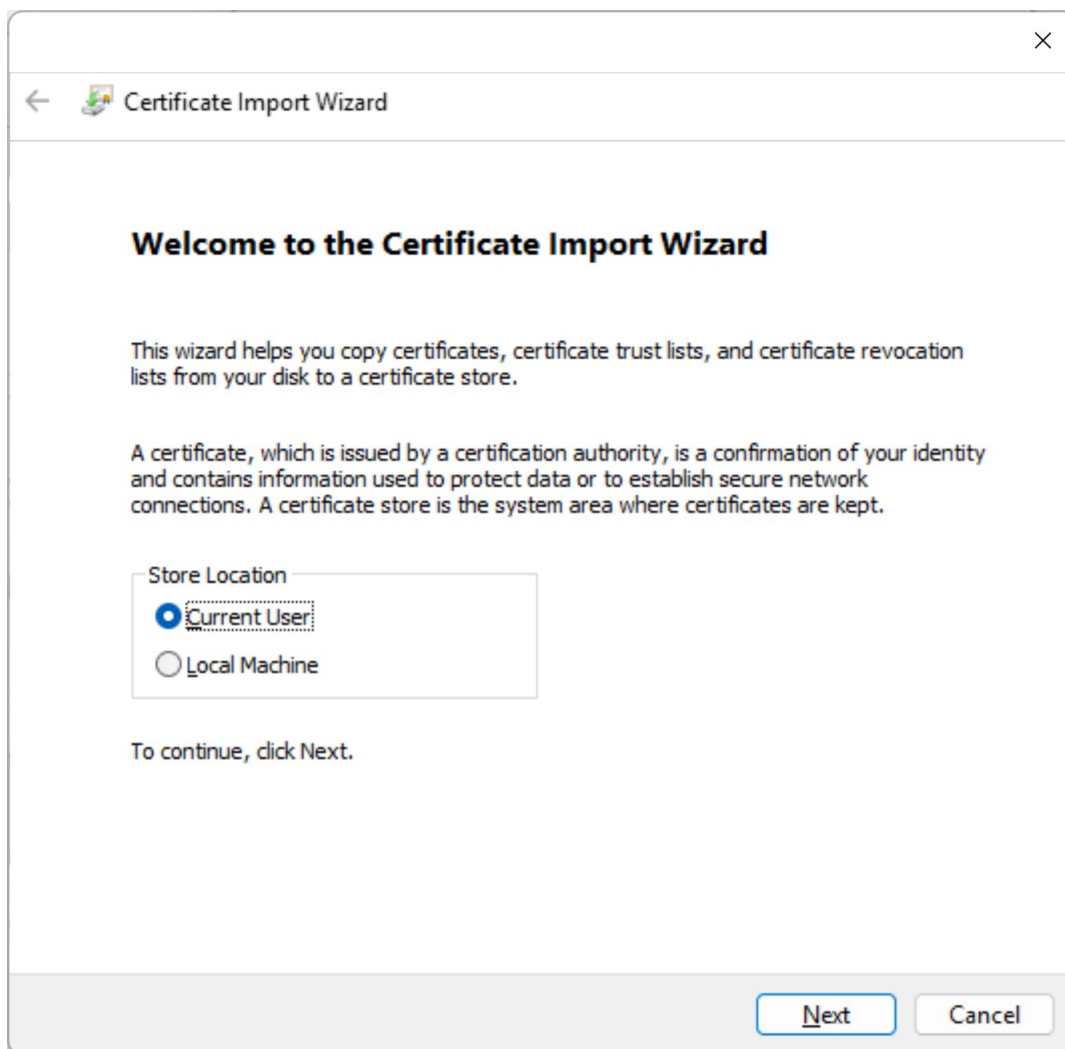 Certificate Import Wizard
Welcome to the Certificate Import Wizard
This wizard helps you copy certificates, certificate trust lists, and certificate revocation
lists from your disk to a certificate store.
A certificate, which is issued by a certification authority, is a confirmation of your identity
and contains information used to protect data or to establish secure network
connections. A certificate store is the system area where certificates are kept.
Store Location
Current User
Local Machine
To continue, click Next.
Next Cancel